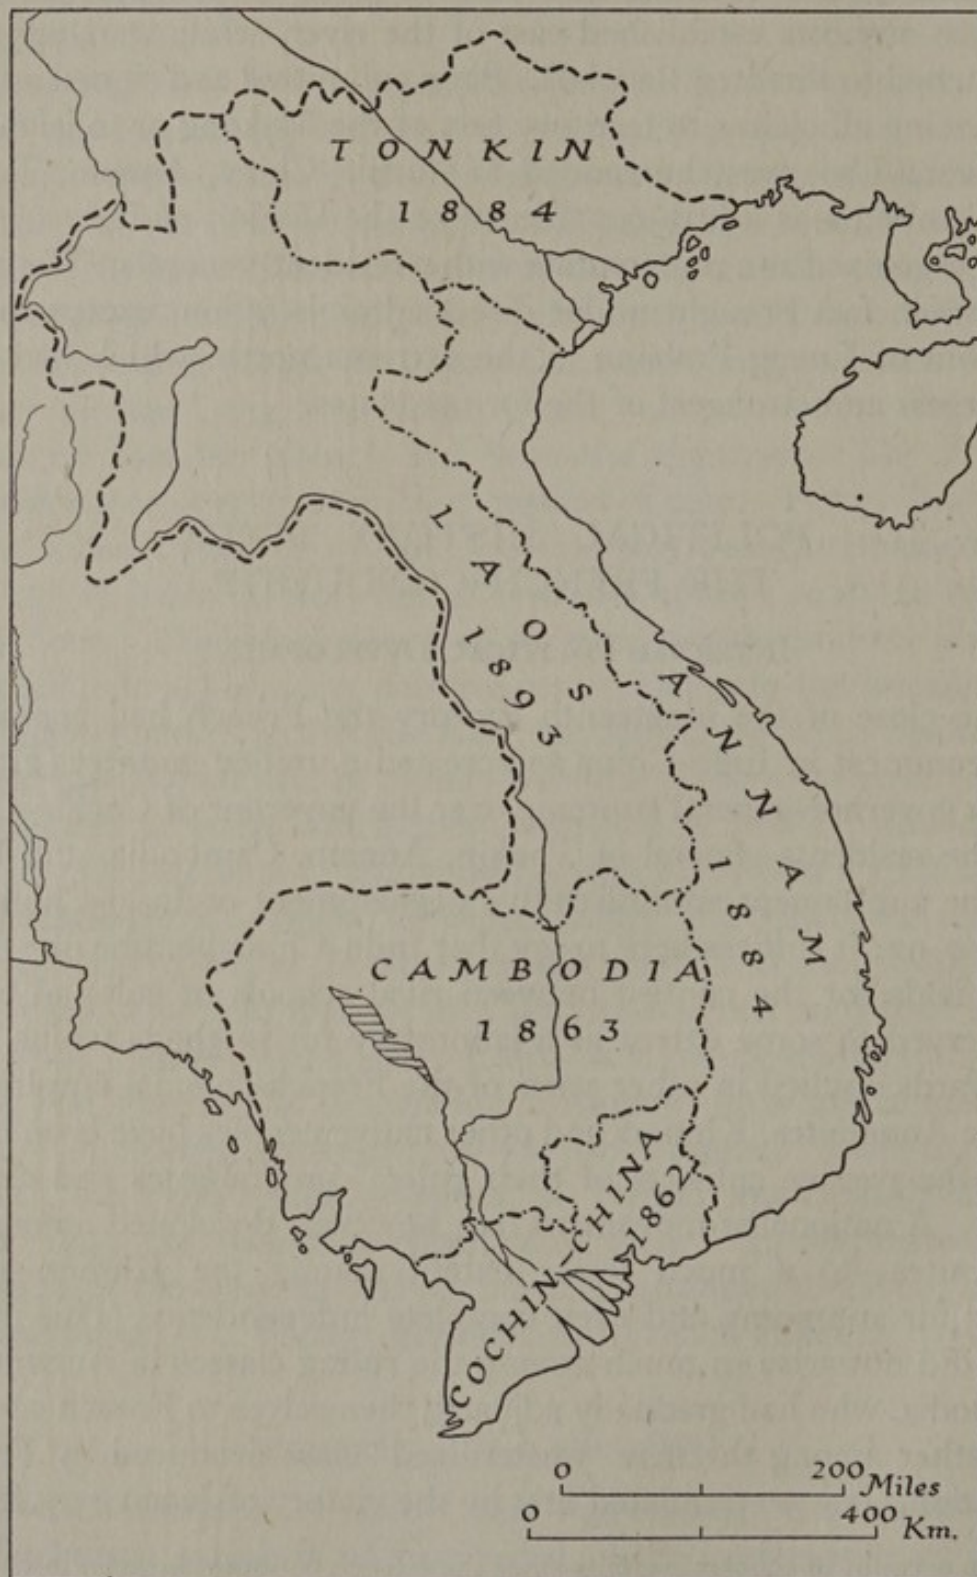 TONKIN
1884
LAOS
1893
ANNAM
1884
CAMBODIA
1863
COCHIN-CHINA
1862
0 200 Miles
0 400 Km.